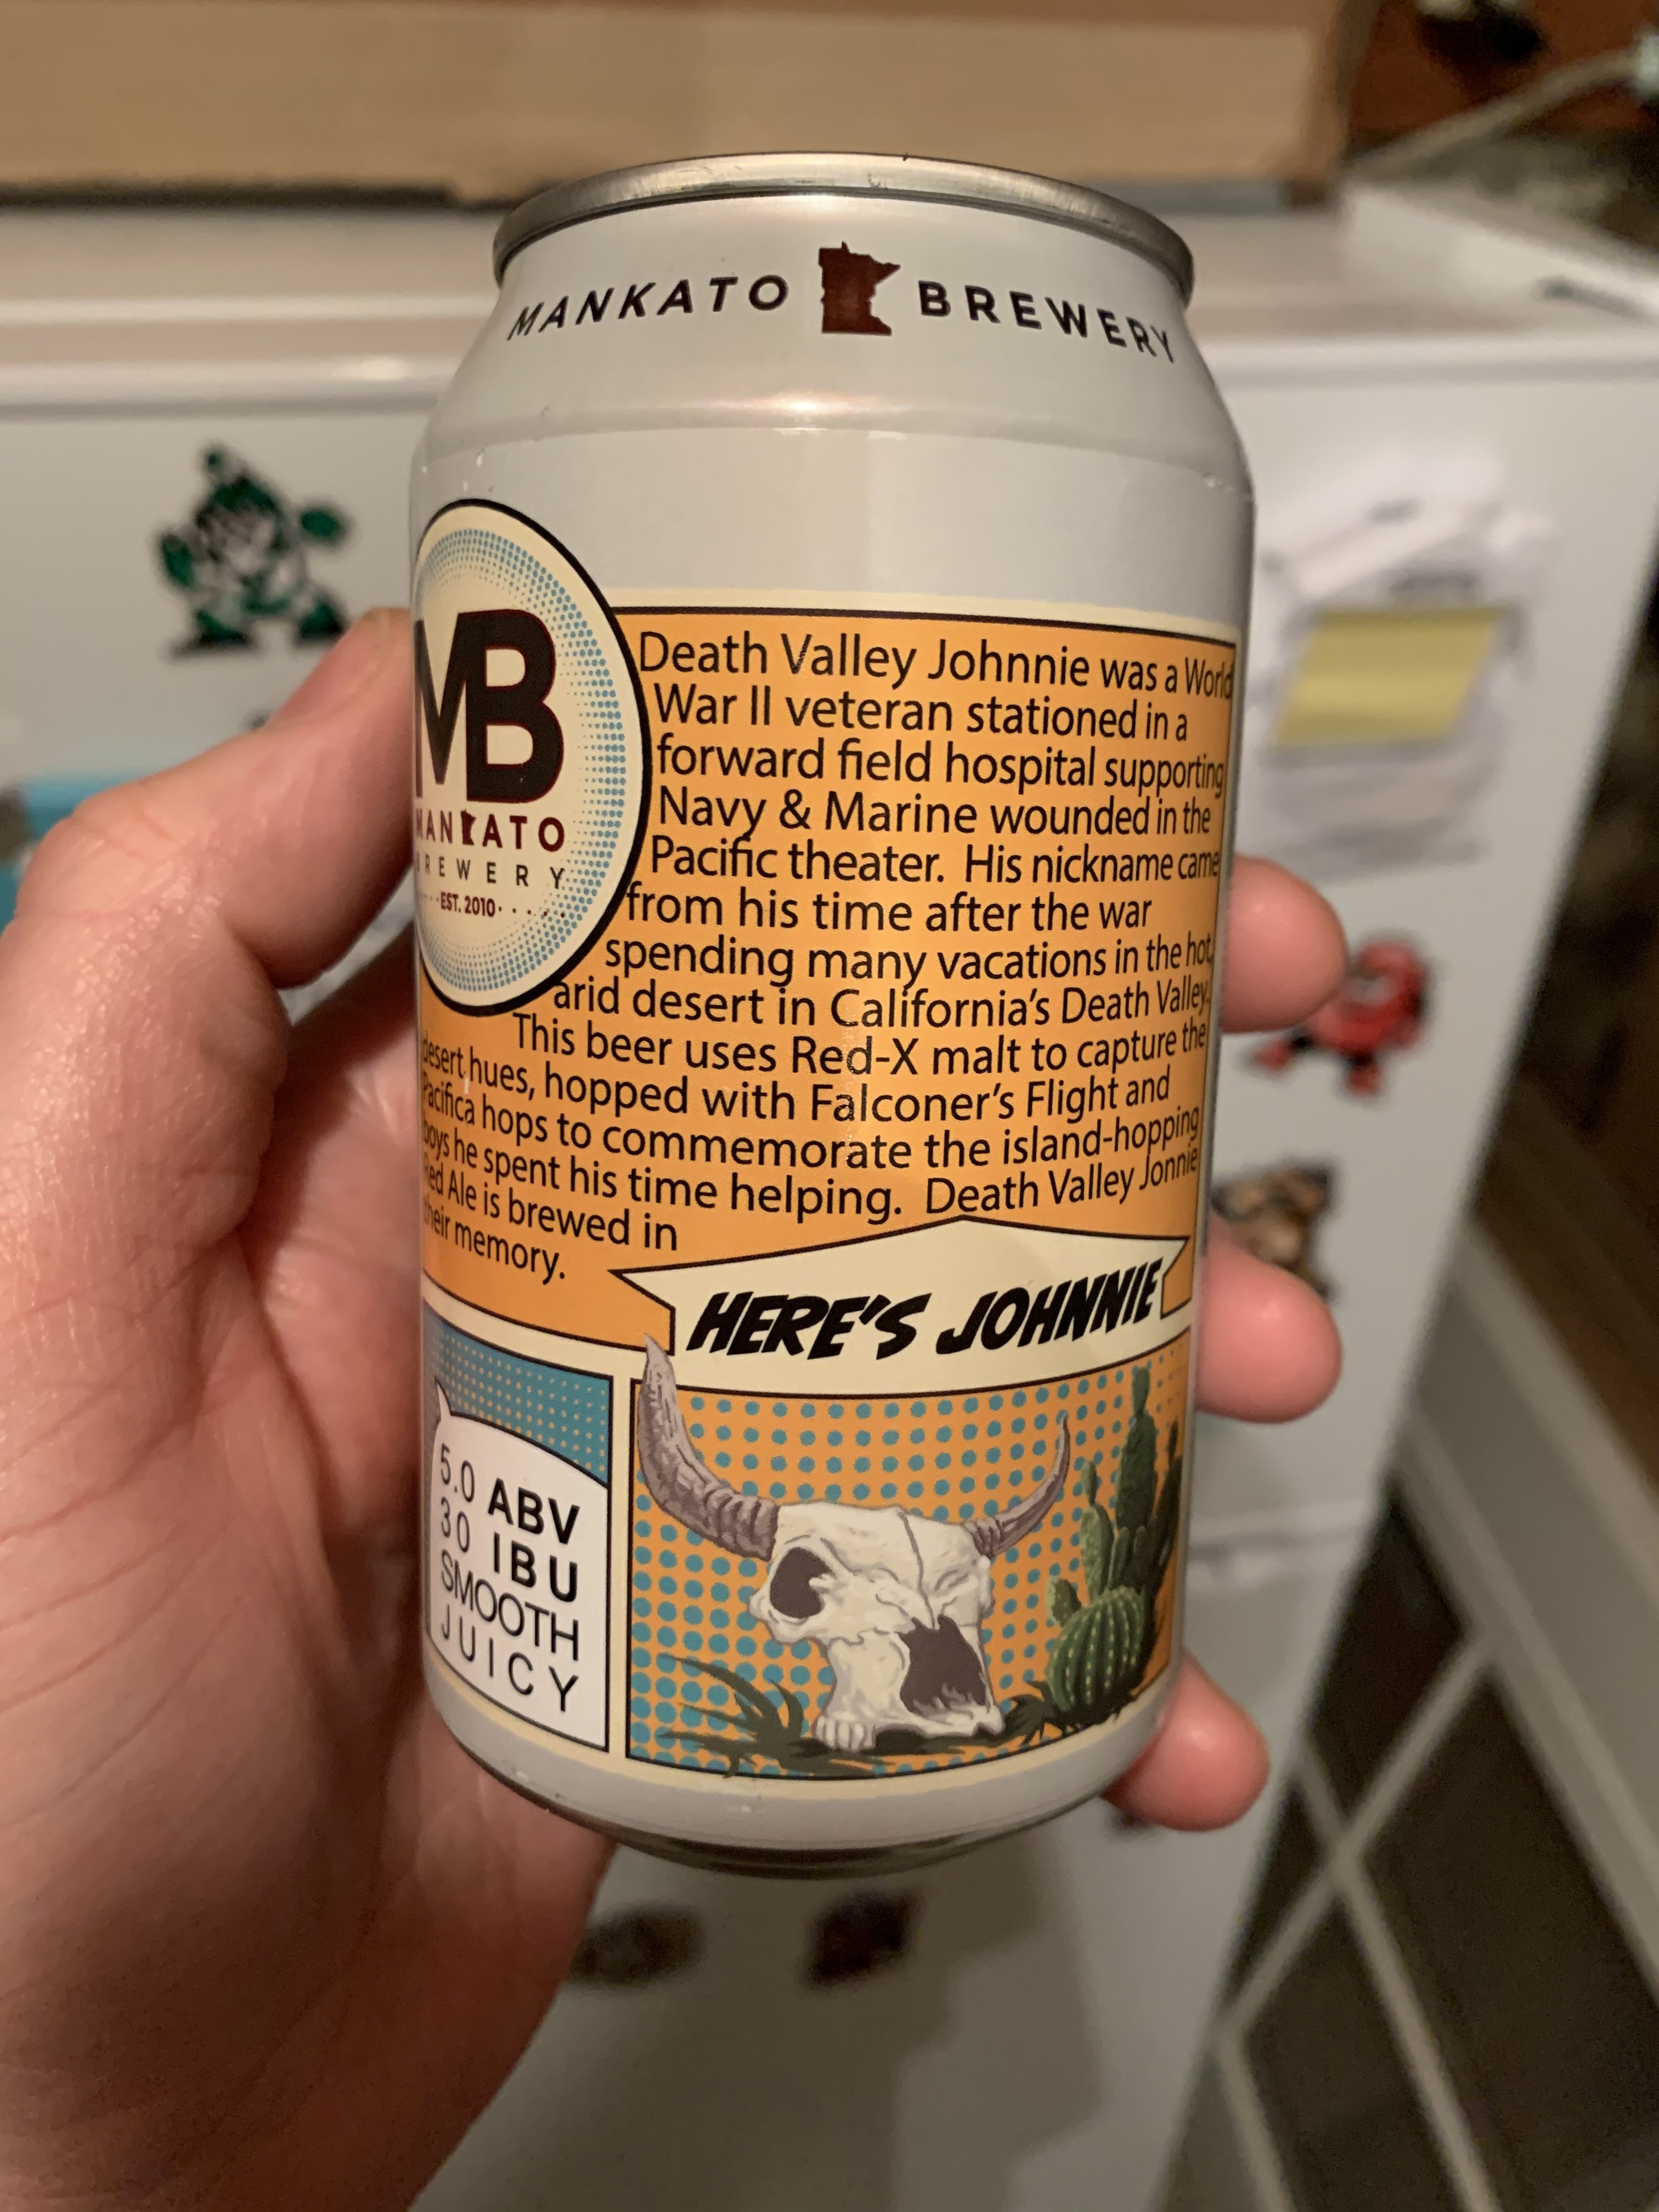 MANKATO BREWERY
MB
MANKATO
BREWERY
EST. 2010
Death Valley Johnnie was a World
War II veteran stationed in a
forward field hospital supporting
Navy & Marine wounded in the
Pacific theater. His nickname came
from his time after the war
spending many vacations in the hot,
arid desert in California's Death Valley.
This beer uses Red-X malt to capture the
desert hues, hopped with Falconer's Flight and
Pacifica hops to commemorate the island-hopping
boys he spent his time helping. Death Valley Jonnie
Red Ale is brewed in
their memory.
HERE'S JOHNNIE
5.0 ABV
30 IBU
SMOOTH
JUICY